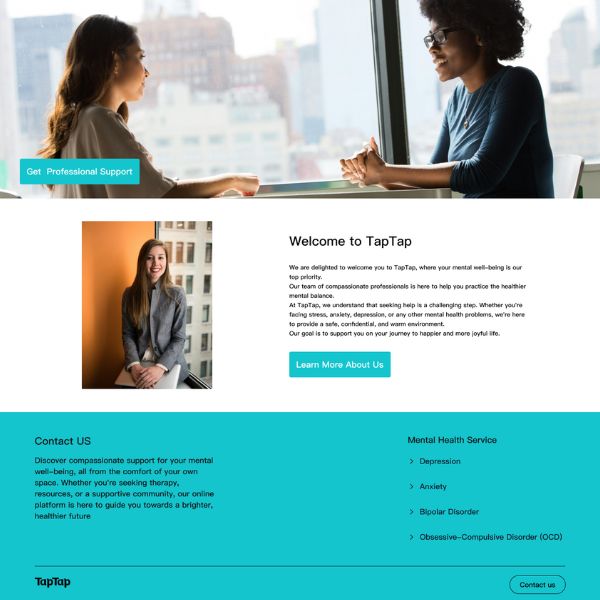 Get Professional Support
Welcome to TapTap
We are delighted to welcome you to TapTap, where your mental well-being is our
top priority.
Our team of compassionate professionals is here to help you practice the healthier
mental balance.
At TapTap, we understand that seeking help is a challenging step. Whether you're
facing stress, anxiety, depression, or any other mental health problems, we're here
to provide a safe, confidential, and warm environment.
Our goal is to support you on your journey to happier and more joyful life.
Learn More About Us
Contact US
Discover compassionate support for your mental
well-being, all from the comfort of your own
space. Whether you're seeking therapy,
resources, or a supportive community, our online
platform is here to guide you towards a brighter,
healthier future
Mental Health Service
Depression
Anxiety
Bipolar Disorder
Obsessive-Compulsive Disorder (OCD)
TapTap
Contact us